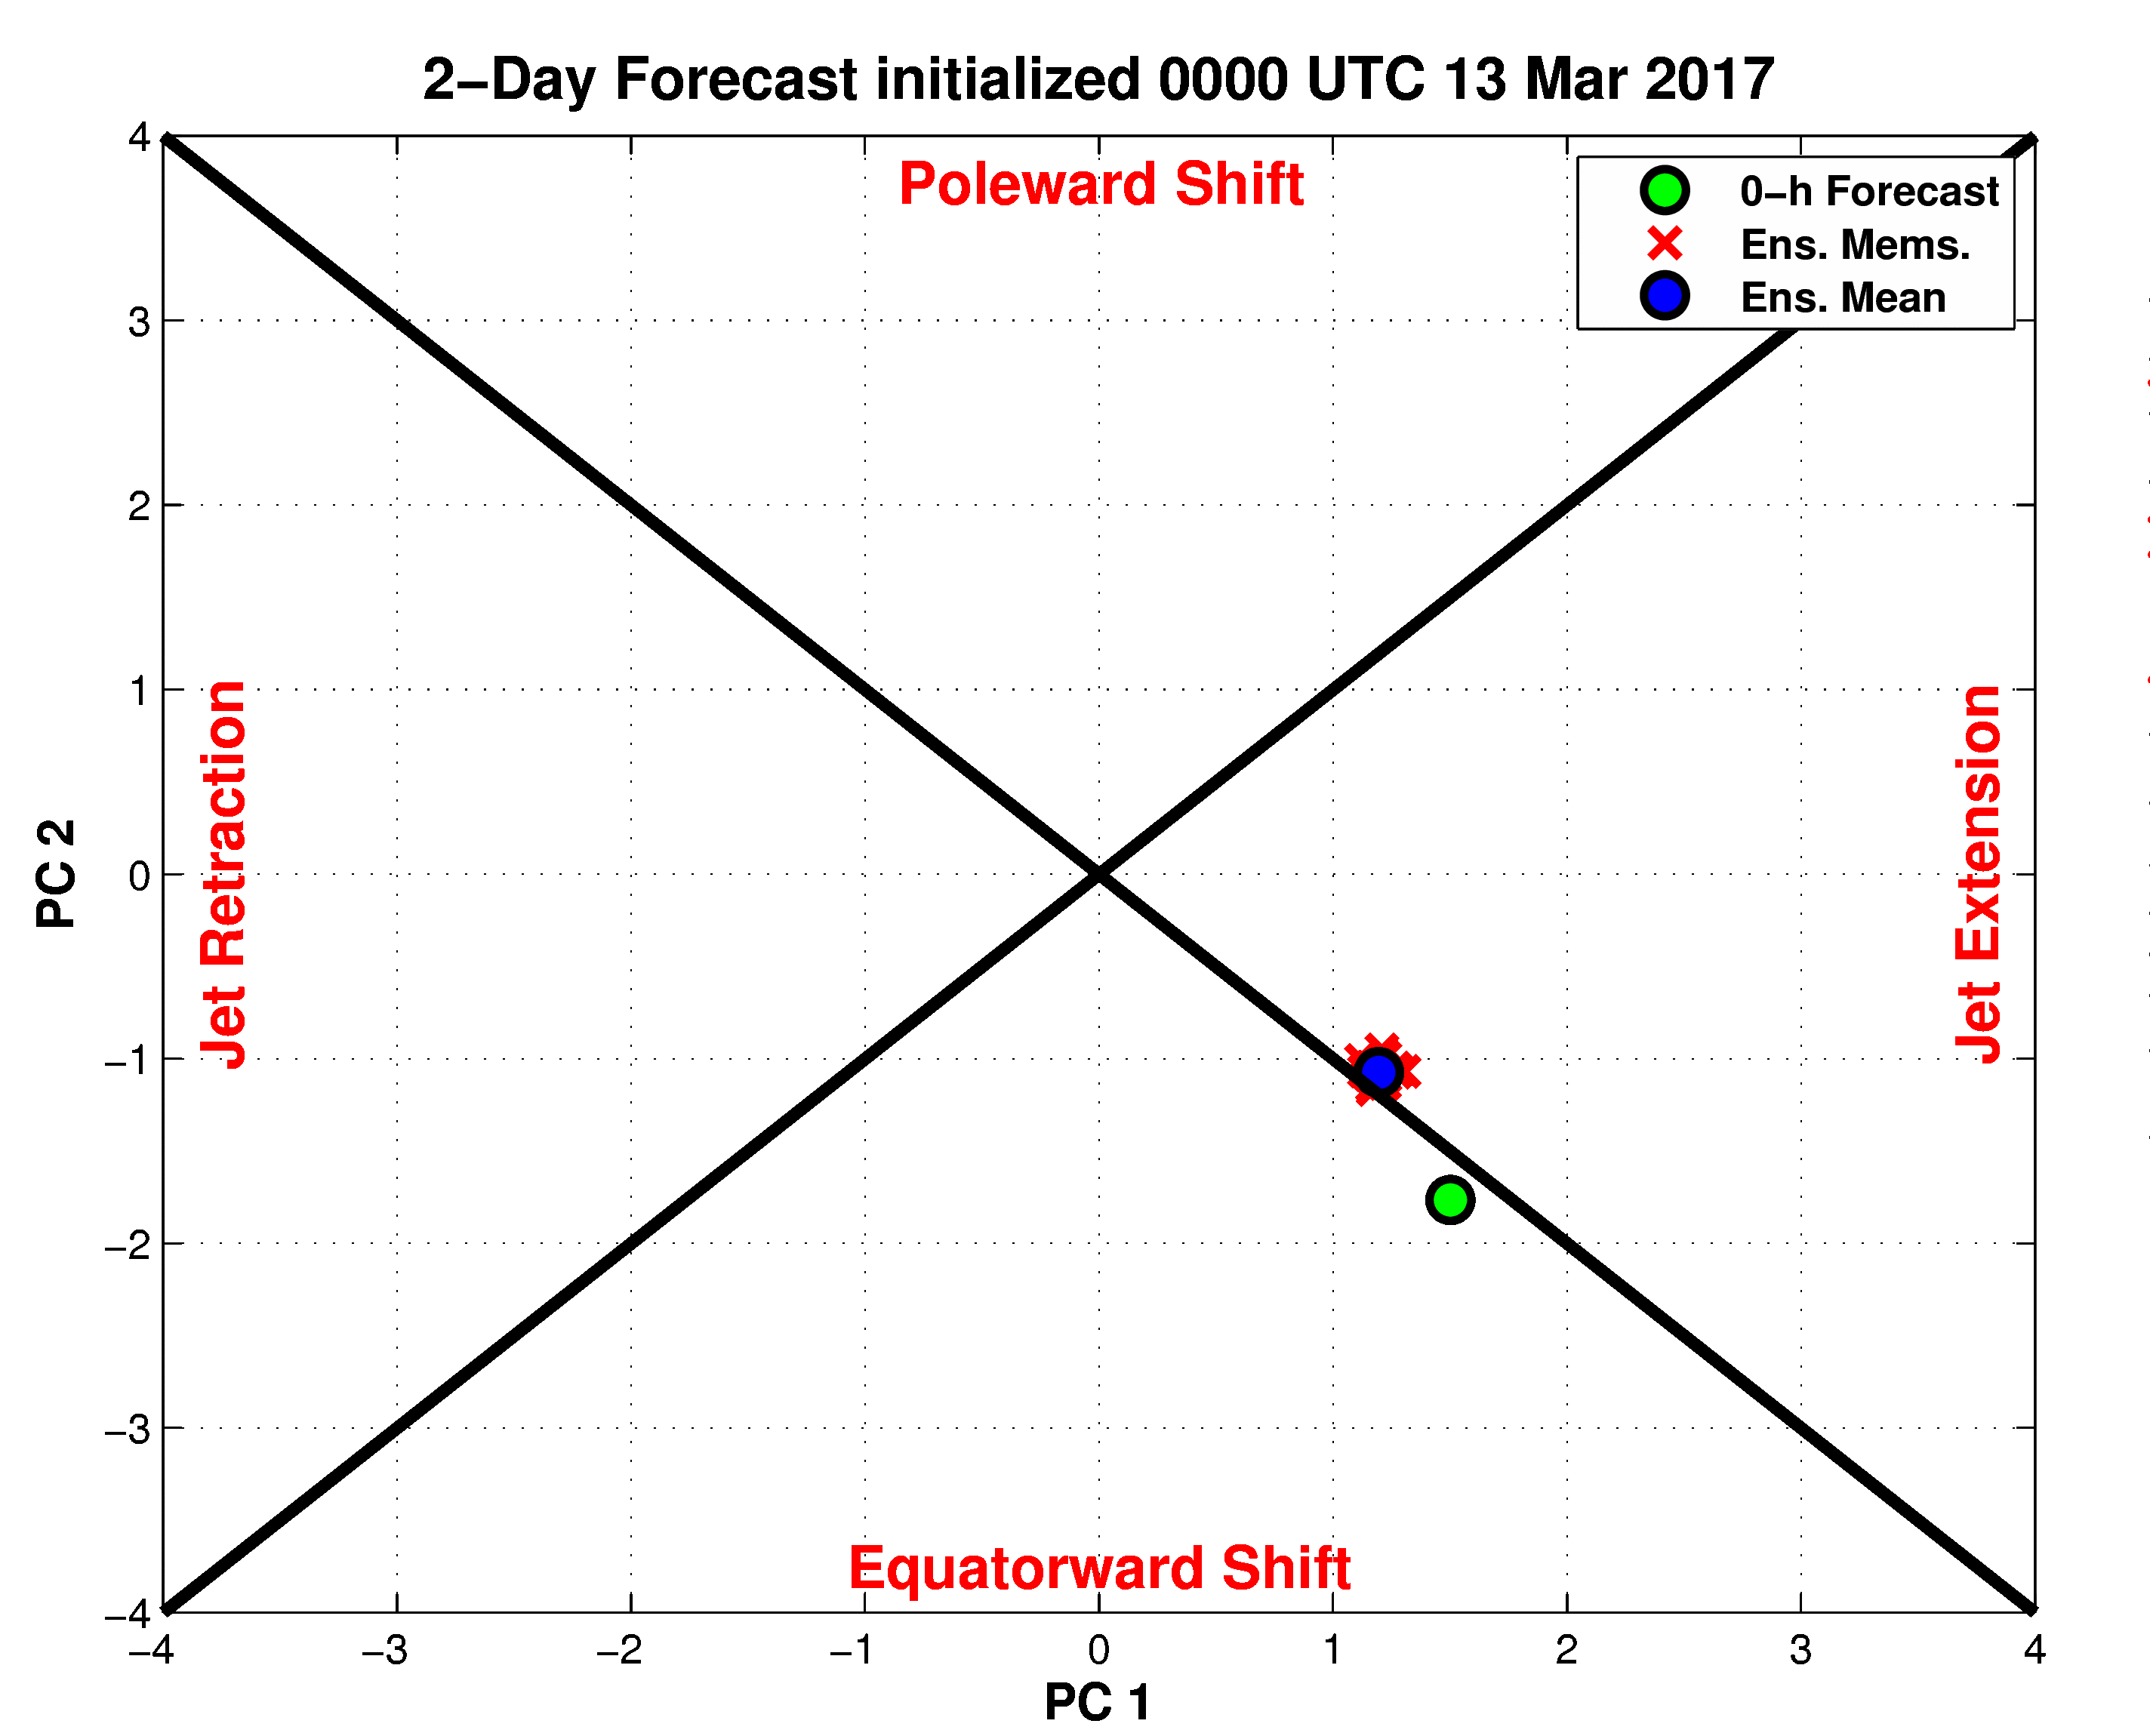 2−Day Forecast initialized 0000 UTC 13 Mar 2017
4
3
2
1
0
−1
−2
−3
−4
PC 2
Poleward Shift
0−h Forecast
Ens. Mems.
Ens. Mean
Jet Retraction
Jet Extension
Equatorward Shift
−4
−3
−2
−1
0
1
2
3
4
PC 1